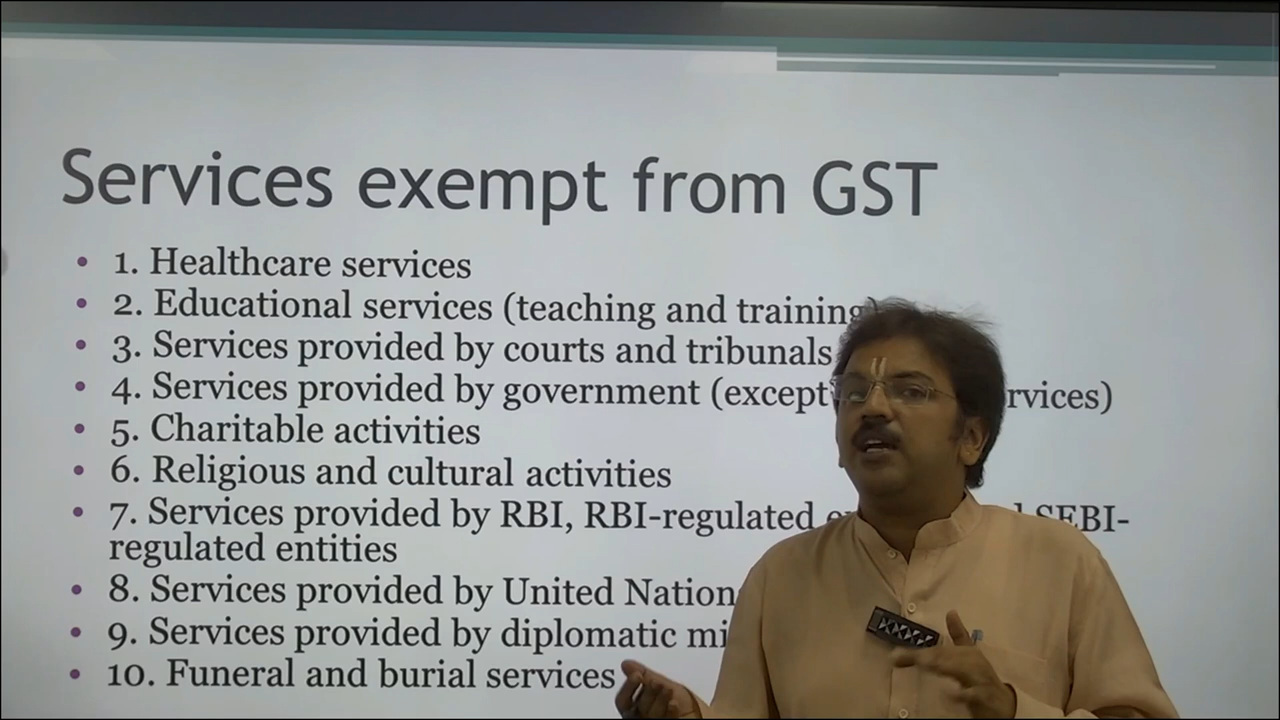 Services exempt from GST
• 1. Healthcare services
• 2. Educational services (teaching and training)
• 3. Services provided by courts and tribunals
• 4. Services provided by government (except rvices)
• 5. Charitable activities
• 6. Religious and cultural activities
• 7. Services provided by RBI, RBI-regulated SEBI-
regulated entities
• 8. Services provided by United Nation
• 9. Services provided by diplomatic mi
• 10. Funeral and burial services